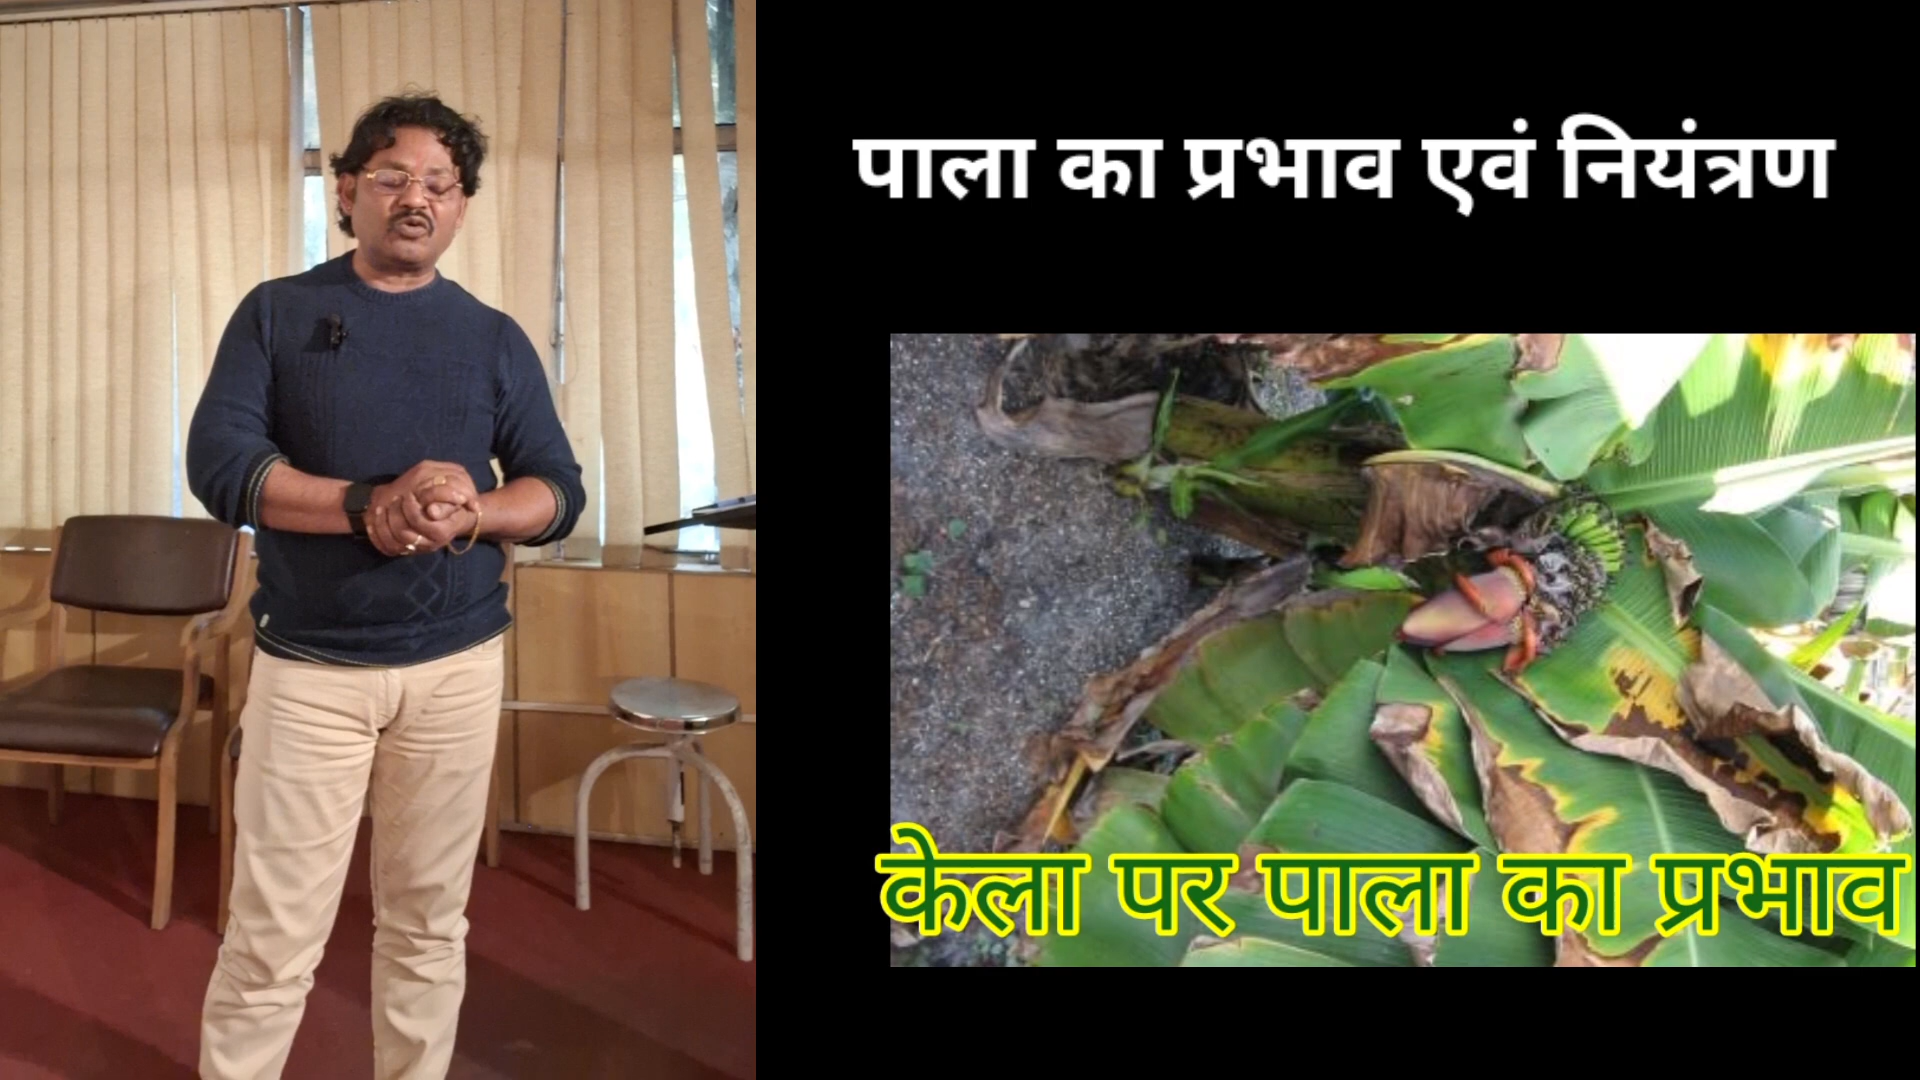 पाला का प्रभाव एवं नियंत्रण
केला पर पाला का प्रभाव